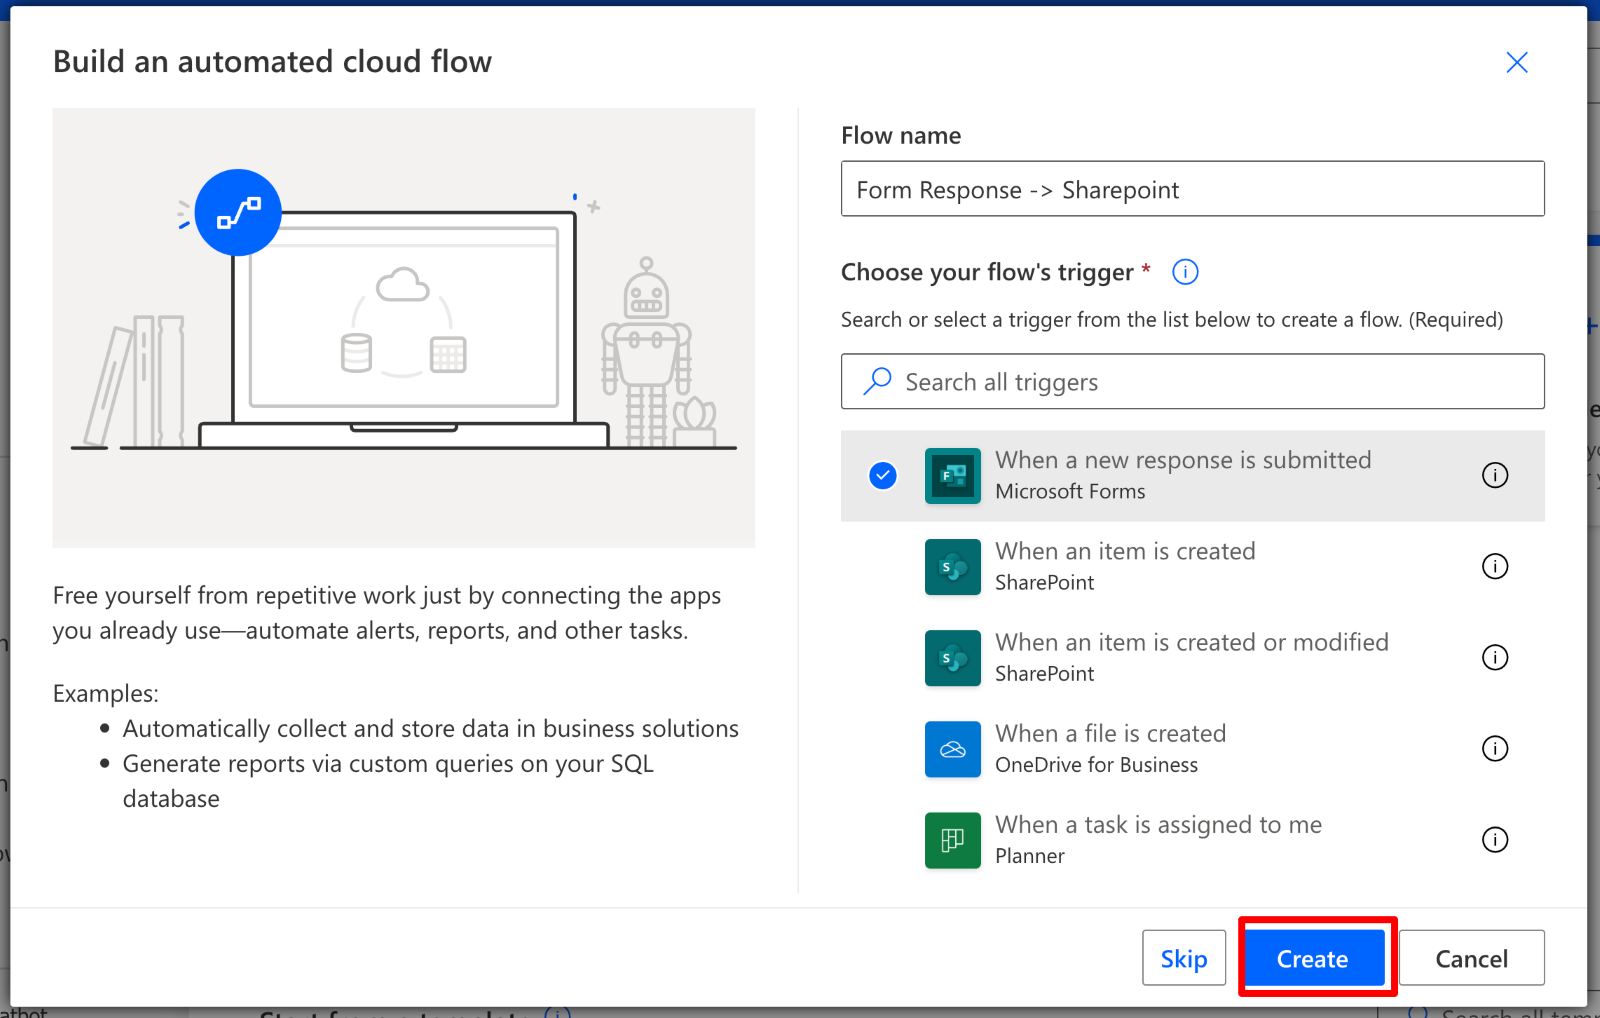 Build an automated cloud flow
Free yourself from repetitive work just by connecting the apps
you already use—automate alerts, reports, and other tasks.
Examples:
• Automatically collect and store data in business solutions
• Generate reports via custom queries on your SQL
database
Flow name
Form Response -> Sharepoint
Choose your flow's trigger *
Search or select a trigger from the list below to create a flow. (Required)
Search all triggers
When a new response is submitted
Microsoft Forms
When an item is created
SharePoint
When an item is created or modified
SharePoint
When a file is created
OneDrive for Business
When a task is assigned to me
Planner
Skip
Create
Cancel